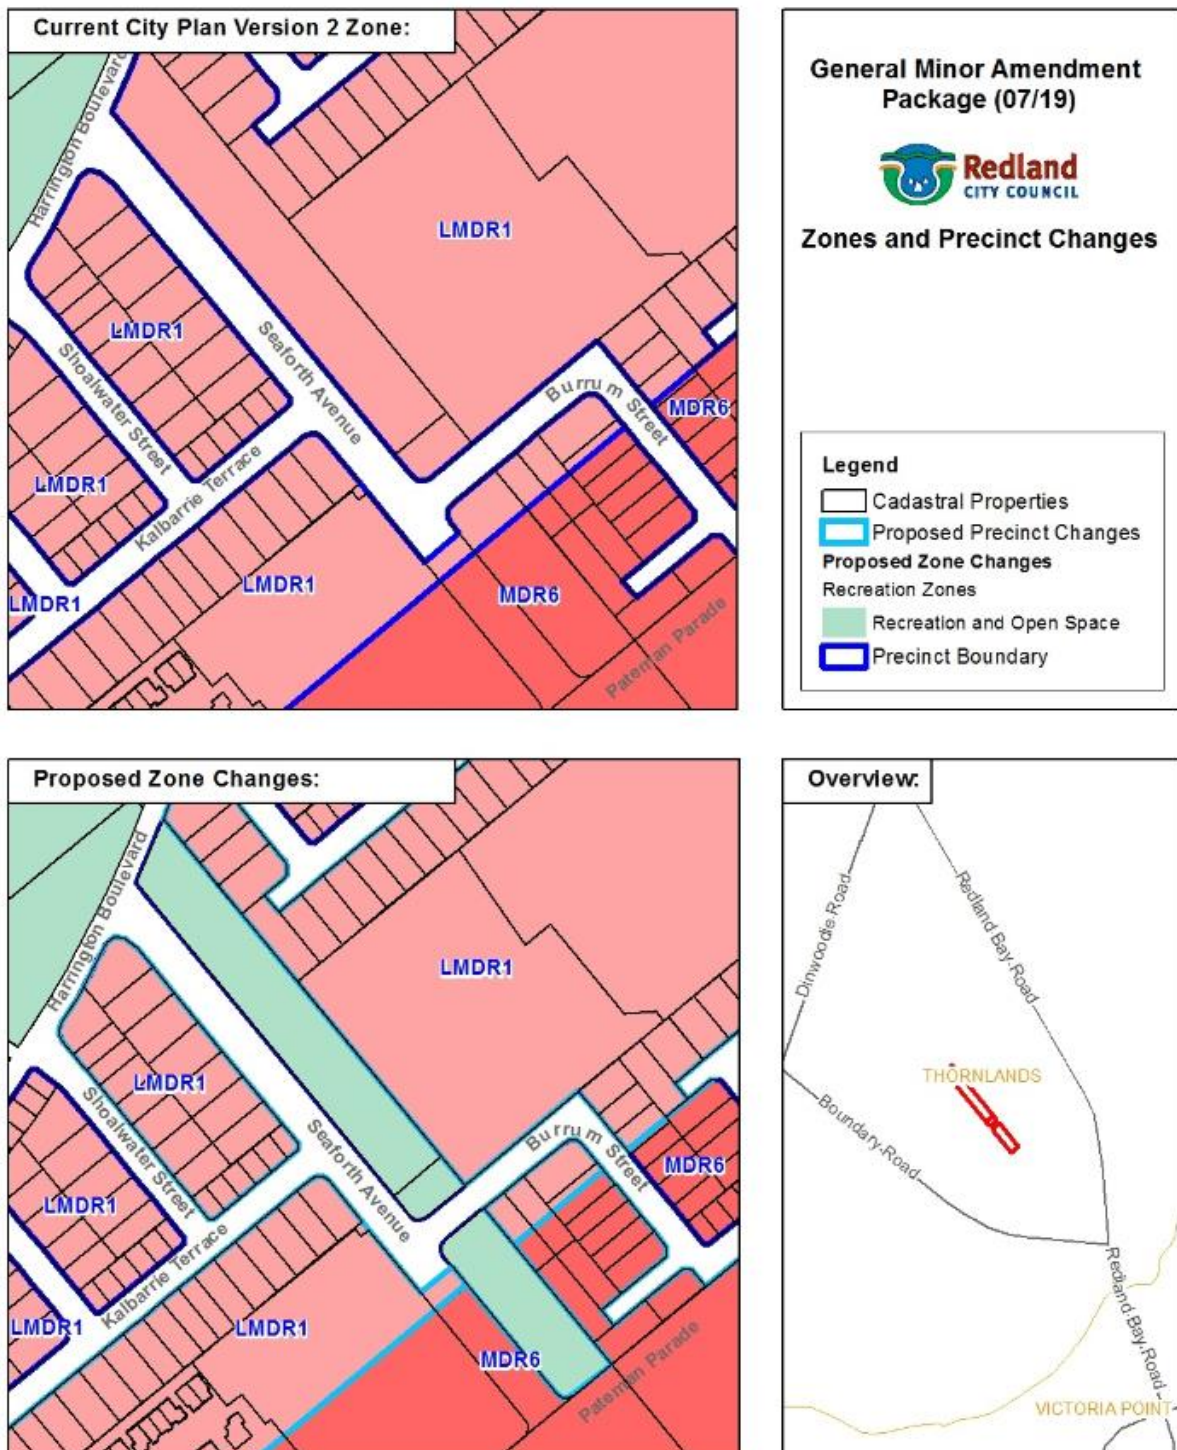 Current City Plan Version 2 Zone:
Harrington Boulevard
LMDR1
LMDR1
Seaforth Avenue
Shoalwater Street
Burrum Street
MDR6
LMDR1
Kalbarrie Terrace
LMDR1
MDR6
LMDR1
Pateman Parade
General Minor Amendment
Package (07/19)
Redland
CITY COUNCIL
Zones and Precinct Changes
Legend
Cadastral Properties
Proposed Precinct Changes
Proposed Zone Changes
Recreation Zones
Recreation and Open Space
Precinct Boundary
Proposed Zone Changes:
Harrington Boulevard
LMDR1
LMDR1
Shoalwater Street
Seaforth Avenue
Burrum Street
MDR6
LMDR1
Kalbarrie Terrace
LMDR1
LMDR1
MDR6
Pateman Parade
Overview:
Dinwoodie Road
Redland Bay Road
THORNLANDS
Boundary Road
Redland Bay Road
VICTORIA POINT